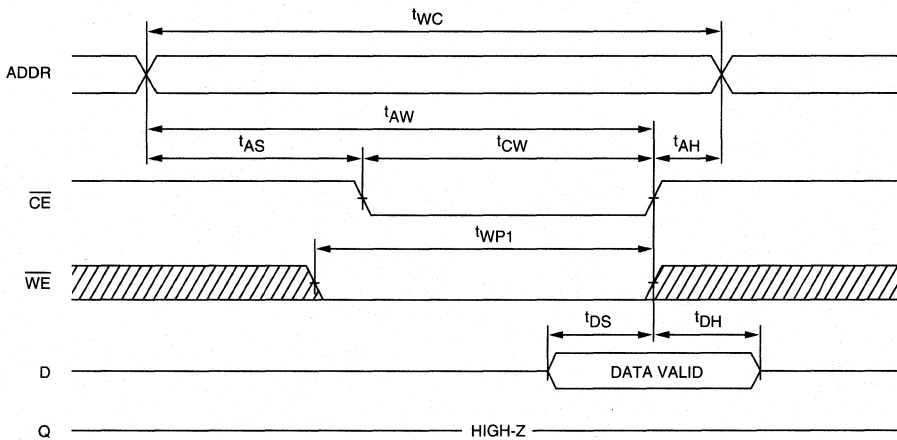 tWC
ADDR
tAW
tAS
tCW
tAH
CE
tWP1
WE
tDS
tDH
D
DATA VALID
Q
HIGH-Z